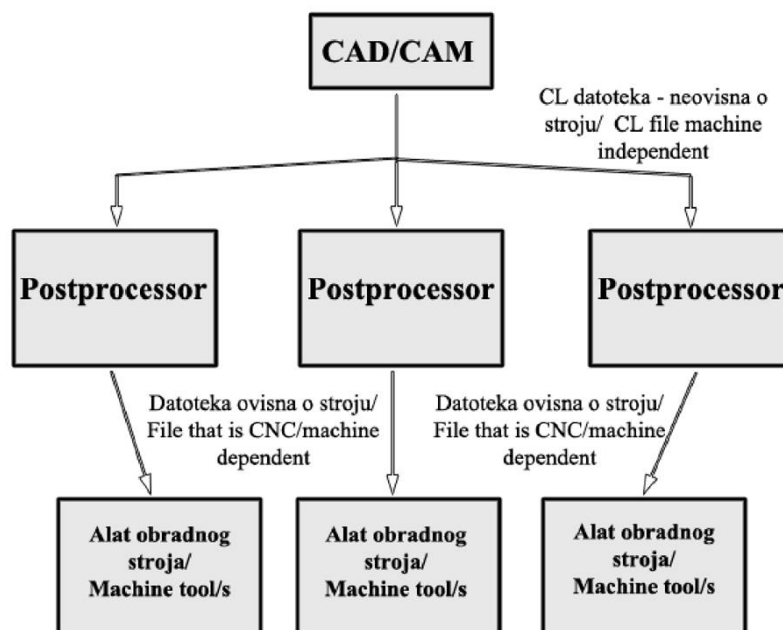 CAD/CAM
CL datoteka - neovisna o
stroju/ CL file machine
independent
Postprocessor
Postprocessor
Postprocessor
Datoteka ovisna o stroju/
File that is CNC/machine
dependent
Datoteka ovisna o stroju/
File that is CNC/machine
dependent
Alat obradnog
stroja/
Machine tool/s
Alat obradnog
stroja/
Machine tool/s
Alat obradnog
stroja/
Machine tool/s